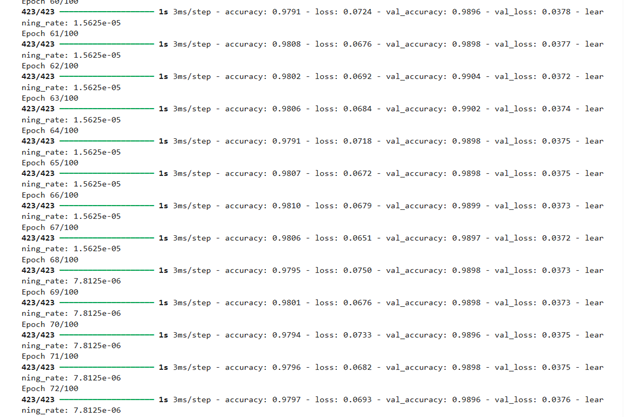 Epoch 60/100
423/423 ━━━━━━━━━━━━━━━━━━━━ 1s 3ms/step - accuracy: 0.9791 - loss: 0.0724 - val_accuracy: 0.9896 - val_loss: 0.0378 - lear
ning_rate: 1.5625e-05
Epoch 61/100
423/423 ━━━━━━━━━━━━━━━━━━━━ 1s 3ms/step - accuracy: 0.9808 - loss: 0.0676 - val_accuracy: 0.9898 - val_loss: 0.0377 - lear
ning_rate: 1.5625e-05
Epoch 62/100
423/423 ━━━━━━━━━━━━━━━━━━━━ 1s 3ms/step - accuracy: 0.9802 - loss: 0.0692 - val_accuracy: 0.9904 - val_loss: 0.0372 - lear
ning_rate: 1.5625e-05
Epoch 63/100
423/423 ━━━━━━━━━━━━━━━━━━━━ 1s 3ms/step - accuracy: 0.9806 - loss: 0.0684 - val_accuracy: 0.9902 - val_loss: 0.0374 - lear
ning_rate: 1.5625e-05
Epoch 64/100
423/423 ━━━━━━━━━━━━━━━━━━━━ 1s 3ms/step - accuracy: 0.9791 - loss: 0.0718 - val_accuracy: 0.9898 - val_loss: 0.0375 - lear
ning_rate: 1.5625e-05
Epoch 65/100
423/423 ━━━━━━━━━━━━━━━━━━━━ 1s 3ms/step - accuracy: 0.9807 - loss: 0.0672 - val_accuracy: 0.9898 - val_loss: 0.0375 - lear
ning_rate: 1.5625e-05
Epoch 66/100
423/423 ━━━━━━━━━━━━━━━━━━━━ 1s 3ms/step - accuracy: 0.9810 - loss: 0.0679 - val_accuracy: 0.9899 - val_loss: 0.0373 - lear
ning_rate: 1.5625e-05
Epoch 67/100
423/423 ━━━━━━━━━━━━━━━━━━━━ 1s 3ms/step - accuracy: 0.9806 - loss: 0.0651 - val_accuracy: 0.9897 - val_loss: 0.0372 - lear
ning_rate: 1.5625e-05
Epoch 68/100
423/423 ━━━━━━━━━━━━━━━━━━━━ 1s 3ms/step - accuracy: 0.9795 - loss: 0.0750 - val_accuracy: 0.9898 - val_loss: 0.0373 - lear
ning_rate: 7.8125e-06
Epoch 69/100
423/423 ━━━━━━━━━━━━━━━━━━━━ 1s 3ms/step - accuracy: 0.9801 - loss: 0.0676 - val_accuracy: 0.9898 - val_loss: 0.0373 - lear
ning_rate: 7.8125e-06
Epoch 70/100
423/423 ━━━━━━━━━━━━━━━━━━━━ 1s 3ms/step - accuracy: 0.9794 - loss: 0.0733 - val_accuracy: 0.9896 - val_loss: 0.0375 - lear
ning_rate: 7.8125e-06
Epoch 71/100
423/423 ━━━━━━━━━━━━━━━━━━━━ 1s 3ms/step - accuracy: 0.9796 - loss: 0.0682 - val_accuracy: 0.9898 - val_loss: 0.0375 - lear
ning_rate: 7.8125e-06
Epoch 72/100
423/423 ━━━━━━━━━━━━━━━━━━━━ 1s 3ms/step - accuracy: 0.9797 - loss: 0.0693 - val_accuracy: 0.9896 - val_loss: 0.0376 - lear
ning_rate: 7.8125e-06